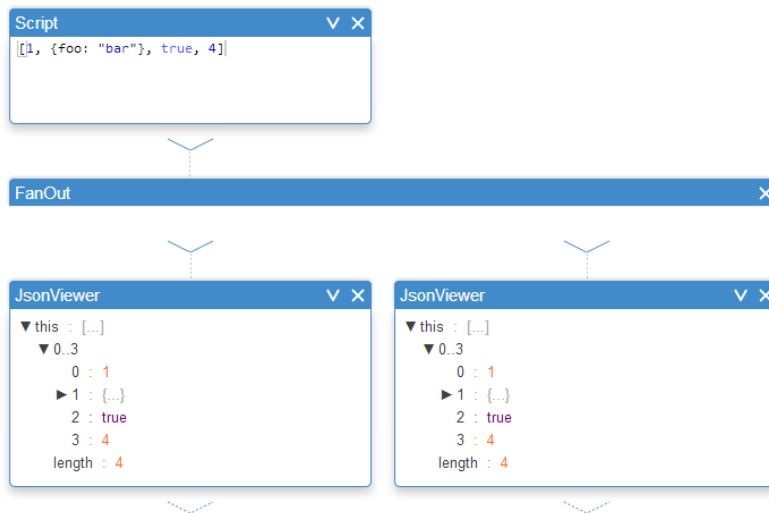 Script
[1, {foo: "bar"}, true, 4]
FanOut
JsonViewer
▼ this : [...]
▼ 0..3
0 : 1
▶ 1 : {...}
2 : true
3 : 4
length : 4
JsonViewer
▼ this : [...]
▼ 0..3
0 : 1
▶ 1 : {...}
2 : true
3 : 4
length : 4